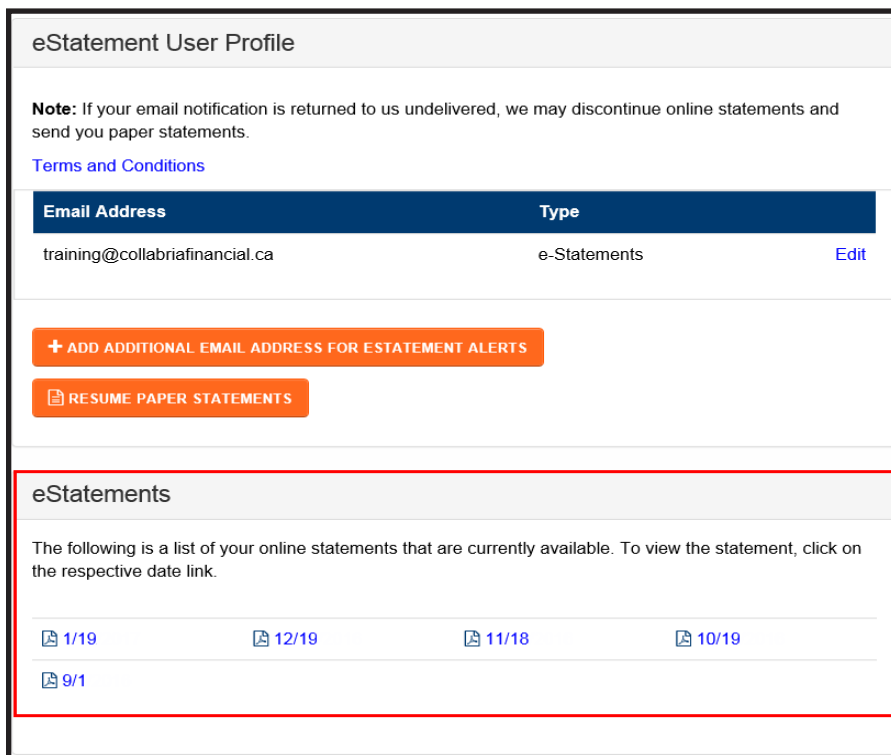 eStatement User Profile
Note: If your email notification is returned to us undelivered, we may discontinue online statements and
send you paper statements.
Terms and Conditions
Email Address Type
training@collabriafinancial.ca e-Statements Edit
+ ADD ADDITIONAL EMAIL ADDRESS FOR ESTATEMENT ALERTS
RESUME PAPER STATEMENTS
eStatements
The following is a list of your online statements that are currently available. To view the statement, click on
the respective date link.
1/19 12/19 11/18 10/19
9/1